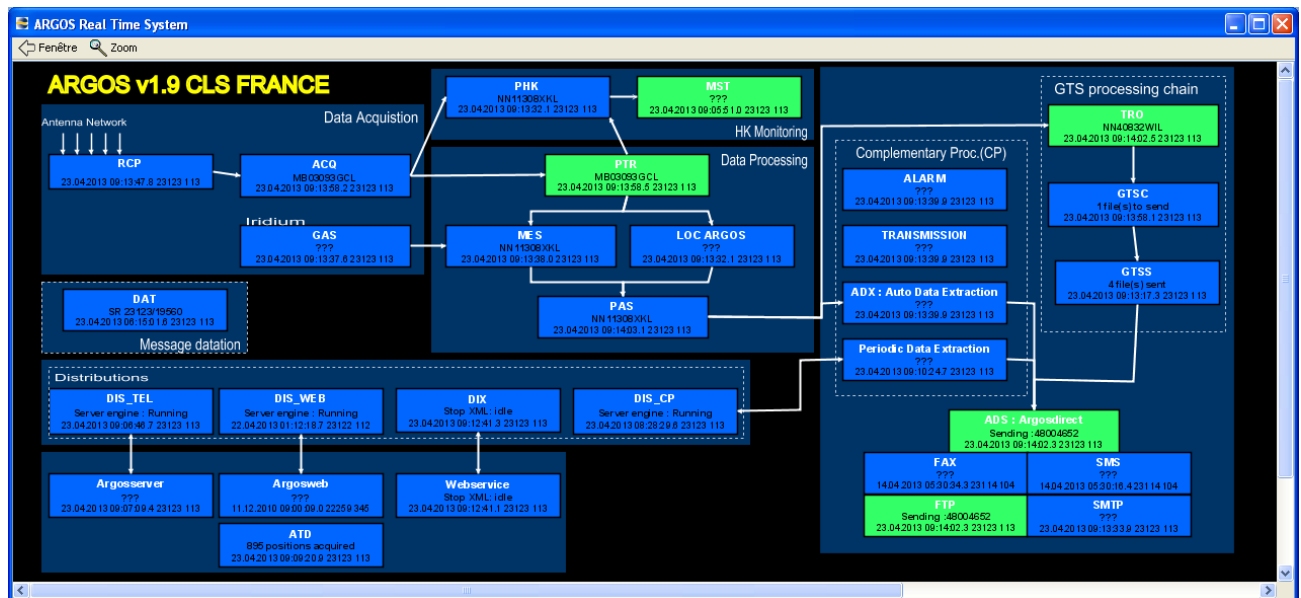 ARGOS Real Time System
Fenêtre Zoom
ARGOS v1.9 CLS FRANCE
Antenna Network
Data Acquistion
RCP
23.04.2013 09:13:47.8 23123 113
ACQ
MB03093GCL
23.04.2013 09:13:58.2 23123 113
Iridium
GAS
???
23.04.2013 09:13:37.6 23123 113
DAT
SR 23123/19560
23.04.2013 06:15:01.6 23123 113
Message datation
PHK
NN11308XKL
23.04.2013 09:13:32.1 23123 113
MST
???
23.04.2013 09:05:51.0 23123 113
HK Monitoring
Data Processing
PTR
MB03093GCL
23.04.2013 09:13:58.5 23123 113
MES
NN11308XKL
23.04.2013 09:13:38.0 23123 113
LOC ARGOS
???
23.04.2013 09:13:32.1 23123 113
PAS
NN11308XKL
23.04.2013 09:14:03.1 23123 113
Complementary Proc.(CP)
ALARM
???
23.04.2013 09:13:39.9 23123 113
TRANSMISSION
???
23.04.2013 09:13:39.9 23123 113
ADX : Auto Data Extraction
???
23.04.2013 09:13:39.9 23123 113
Periodic Data Extraction
???
23.04.2013 09:10:24.7 23123 113
GTS processing chain
TRO
NN40832WIL
23.04.2013 09:14:02.5 23123 113
GTSC
1 file(s) to send
23.04.2013 09:13:58.1 23123 113
GTSS
4 file(s) sent
23.04.2013 09:13:17.3 23123 113
Distributions
DIS_TEL
Server engine : Running
23.04.2013 09:06:46.7 23123 113
DIS_WEB
Server engine : Running
22.04.2013 01:12:18.7 23122 112
DIX
Stop XML: idle
23.04.2013 09:12:41.3 23123 113
DIS_CP
Server engine : Running
23.04.2013 08:28:29.6 23123 113
Argosserver
???
23.04.2013 09:07:09.4 23123 113
Argosweb
???
11.12.2010 09:00:09.0 22259 345
Webservice
Stop XML: idle
23.04.2013 09:12:41.1 23123 113
ATD
895 positions acquired
23.04.2013 09:09:20.9 23123 113
ADS : Argosdirect
Sending :48004652
23.04.2013 09:14:02.3 23123 113
FAX
???
14.04.2013 05:30:34.3 23114 104
SMS
???
14.04.2013 05:30:16.4 23114 104
FTP
Sending :48004652
23.04.2013 09:14:02.3 23123 113
SMTP
???
23.04.2013 09:13:33.9 23123 113